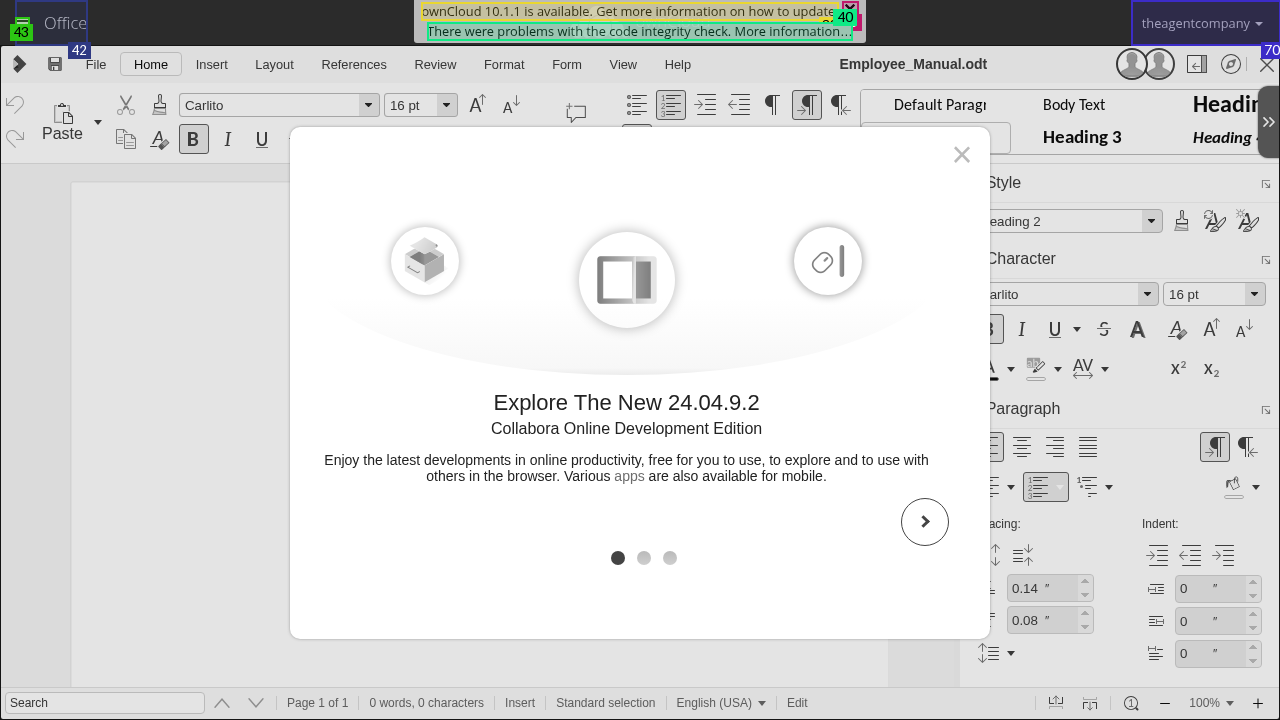 ownCloud 10.1.1 is available. Get more information on how to update
40
43
Office
There were problems with the code integrity check. More information...
theagentcompany
42
70
File
Home
Insert
Layout
References
Review
Format
Form
View
Help
Employee_Manual.odt
Paste
Carlito
16 pt
Default Paragr
Body Text
Headin
Heading 3
Heading
Style
eading 2
Character
arlito
16 pt
Paragraph
acing:
Indent:
0.14 ″
0
″
0.08 ″
0
″
0
″
Explore The New 24.04.9.2
Collabora Online Development Edition
Enjoy the latest developments in online productivity, free for you to use, to explore and to use with
others in the browser. Various apps are also available for mobile.
Search
Page 1 of 1
0 words, 0 characters
Insert
Standard selection
English (USA)
Edit
100%